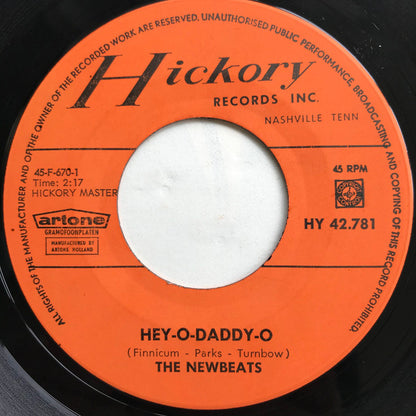 ALL RIGHTS OF THE MANUFACTURER AND OF THE OWNER OF THE RECORDED WORK ARE RESERVED. UNAUTHORISED PUBLIC PERFORMANCE, BROADCASTING AND COPYING OF THIS RECORD PROHIBITED.
Hickory
RECORDS INC.
NASHVILLE TENN
45-F-670-1
Time: 2:17
HICKORY MASTER
45 RPM
artone
GRAMOFOONPLATEN
MANUFACTURED BY
ARTONE HOLLAND
HY 42.781
HEY-O-DADDY-O
(Finnicum - Parks - Turnbow)
THE NEWBEATS